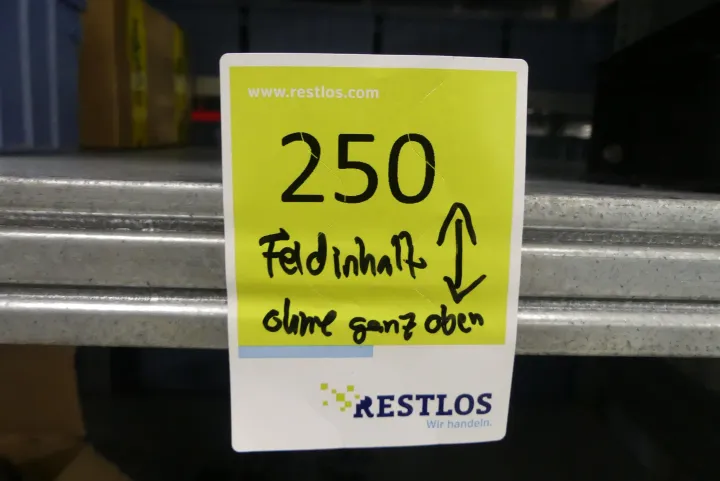 www.restlos.com
250
Feldinhalt
ohne ganz oben
RESTLOS
Wir handeln.